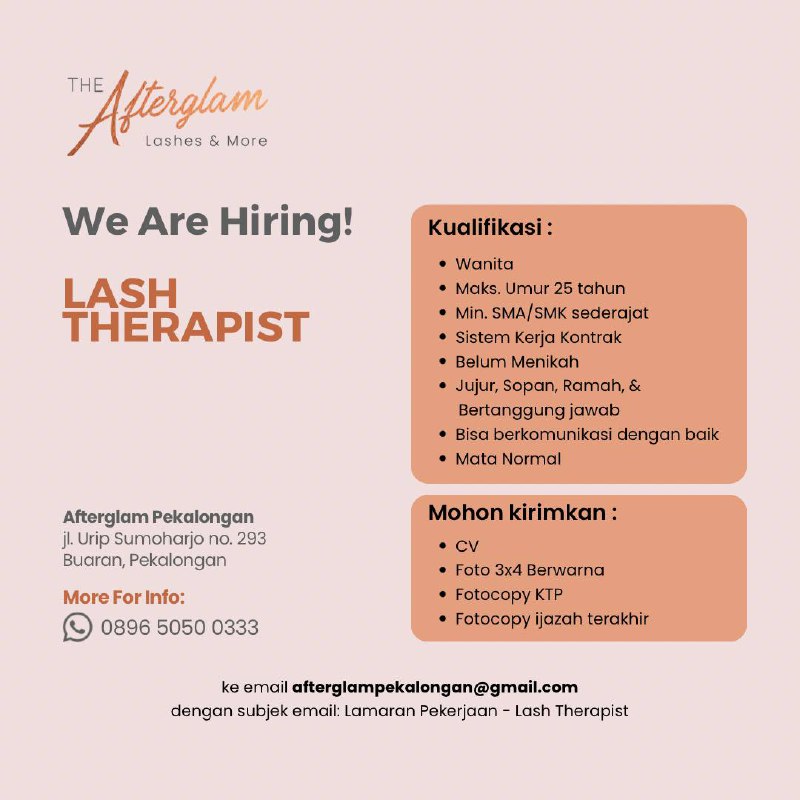 THE Afterglam
Lashes & More
We Are Hiring!
LASH
THERAPIST
Kualifikasi :
• Wanita
• Maks. Umur 25 tahun
• Min. SMA/SMK sederajat
• Sistem Kerja Kontrak
• Belum Menikah
• Jujur, Sopan, Ramah, &
Bertanggung jawab
• Bisa berkomunikasi dengan baik
• Mata Normal
Afterglam Pekalongan
jl. Urip Sumoharjo no. 293
Buaran, Pekalongan
More For Info:
0896 5050 0333
Mohon kirimkan :
• CV
• Foto 3x4 Berwarna
• Fotocopy KTP
• Fotocopy ijazah terakhir
ke email afterglampekalongan@gmail.com
dengan subjek email: Lamaran Pekerjaan - Lash Therapist